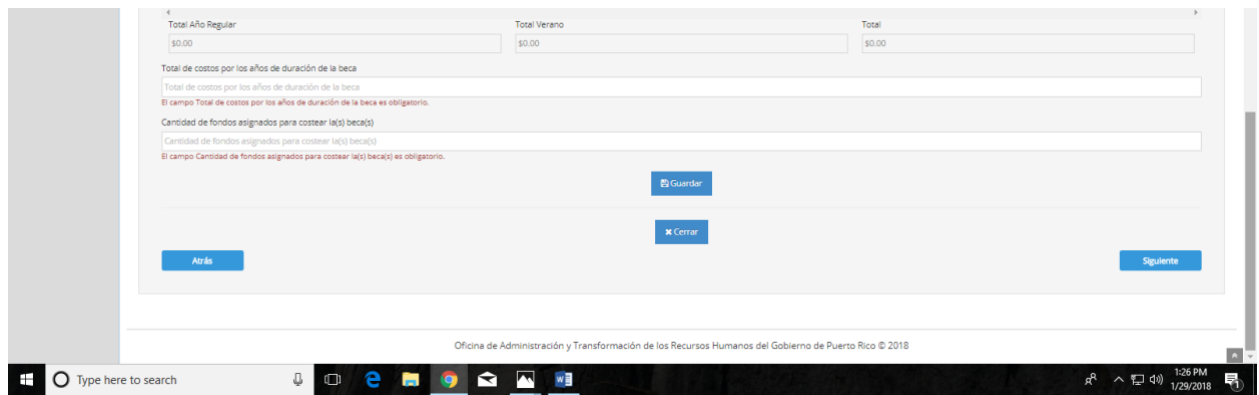 Total Año Regular Total Verano Total
$0.00 $0.00 $0.00
Total de costos por los años de duración de la beca
Total de costos por los años de duración de la beca
El campo Total de costos por los años de duración de la beca es obligatorio.
Cantidad de fondos asignados para costear la(s) beca(s)
Cantidad de fondos asignados para costear la(s) beca(s)
El campo Cantidad de fondos asignados para costear la(s) beca(s) es obligatorio.
Guardar
Cerrar
Atrás Siguiente
Oficina de Administración y Transformación de los Recursos Humanos del Gobierno de Puerto Rico © 2018
Type here to search
1:26 PM
1/29/2018